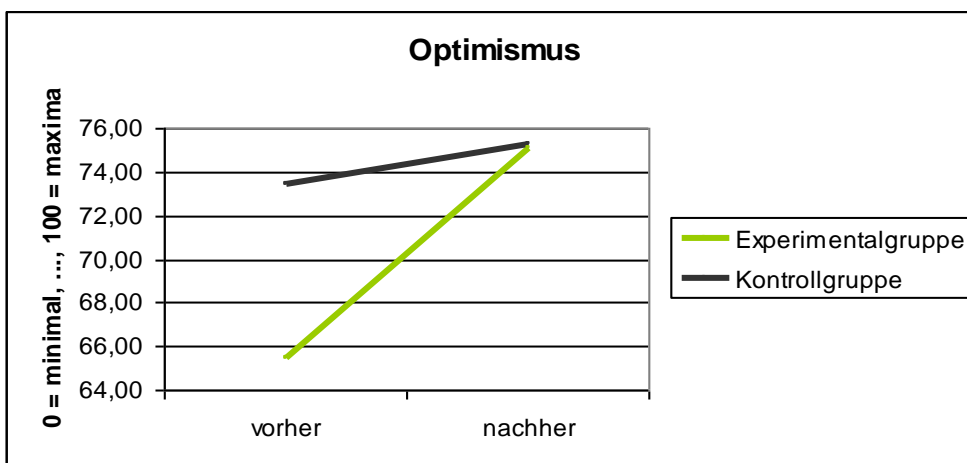 Optimismus
0 = minimal, ..., 100 = maxima
76,00
74,00
72,00
70,00
68,00
66,00
64,00
vorher
nachher
Experimentalgruppe
Kontrollgruppe